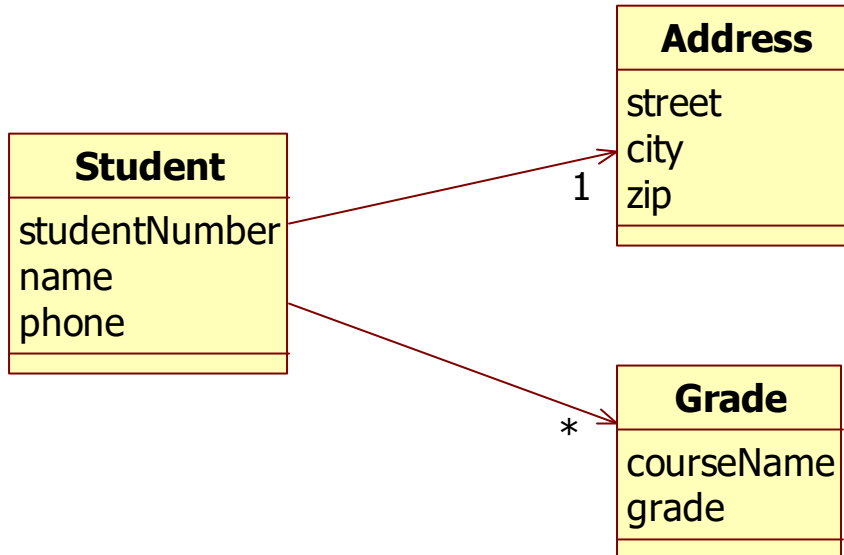 Student
studentNumber
name
phone
1
*
Address
street
city
zip
Grade
courseName
grade